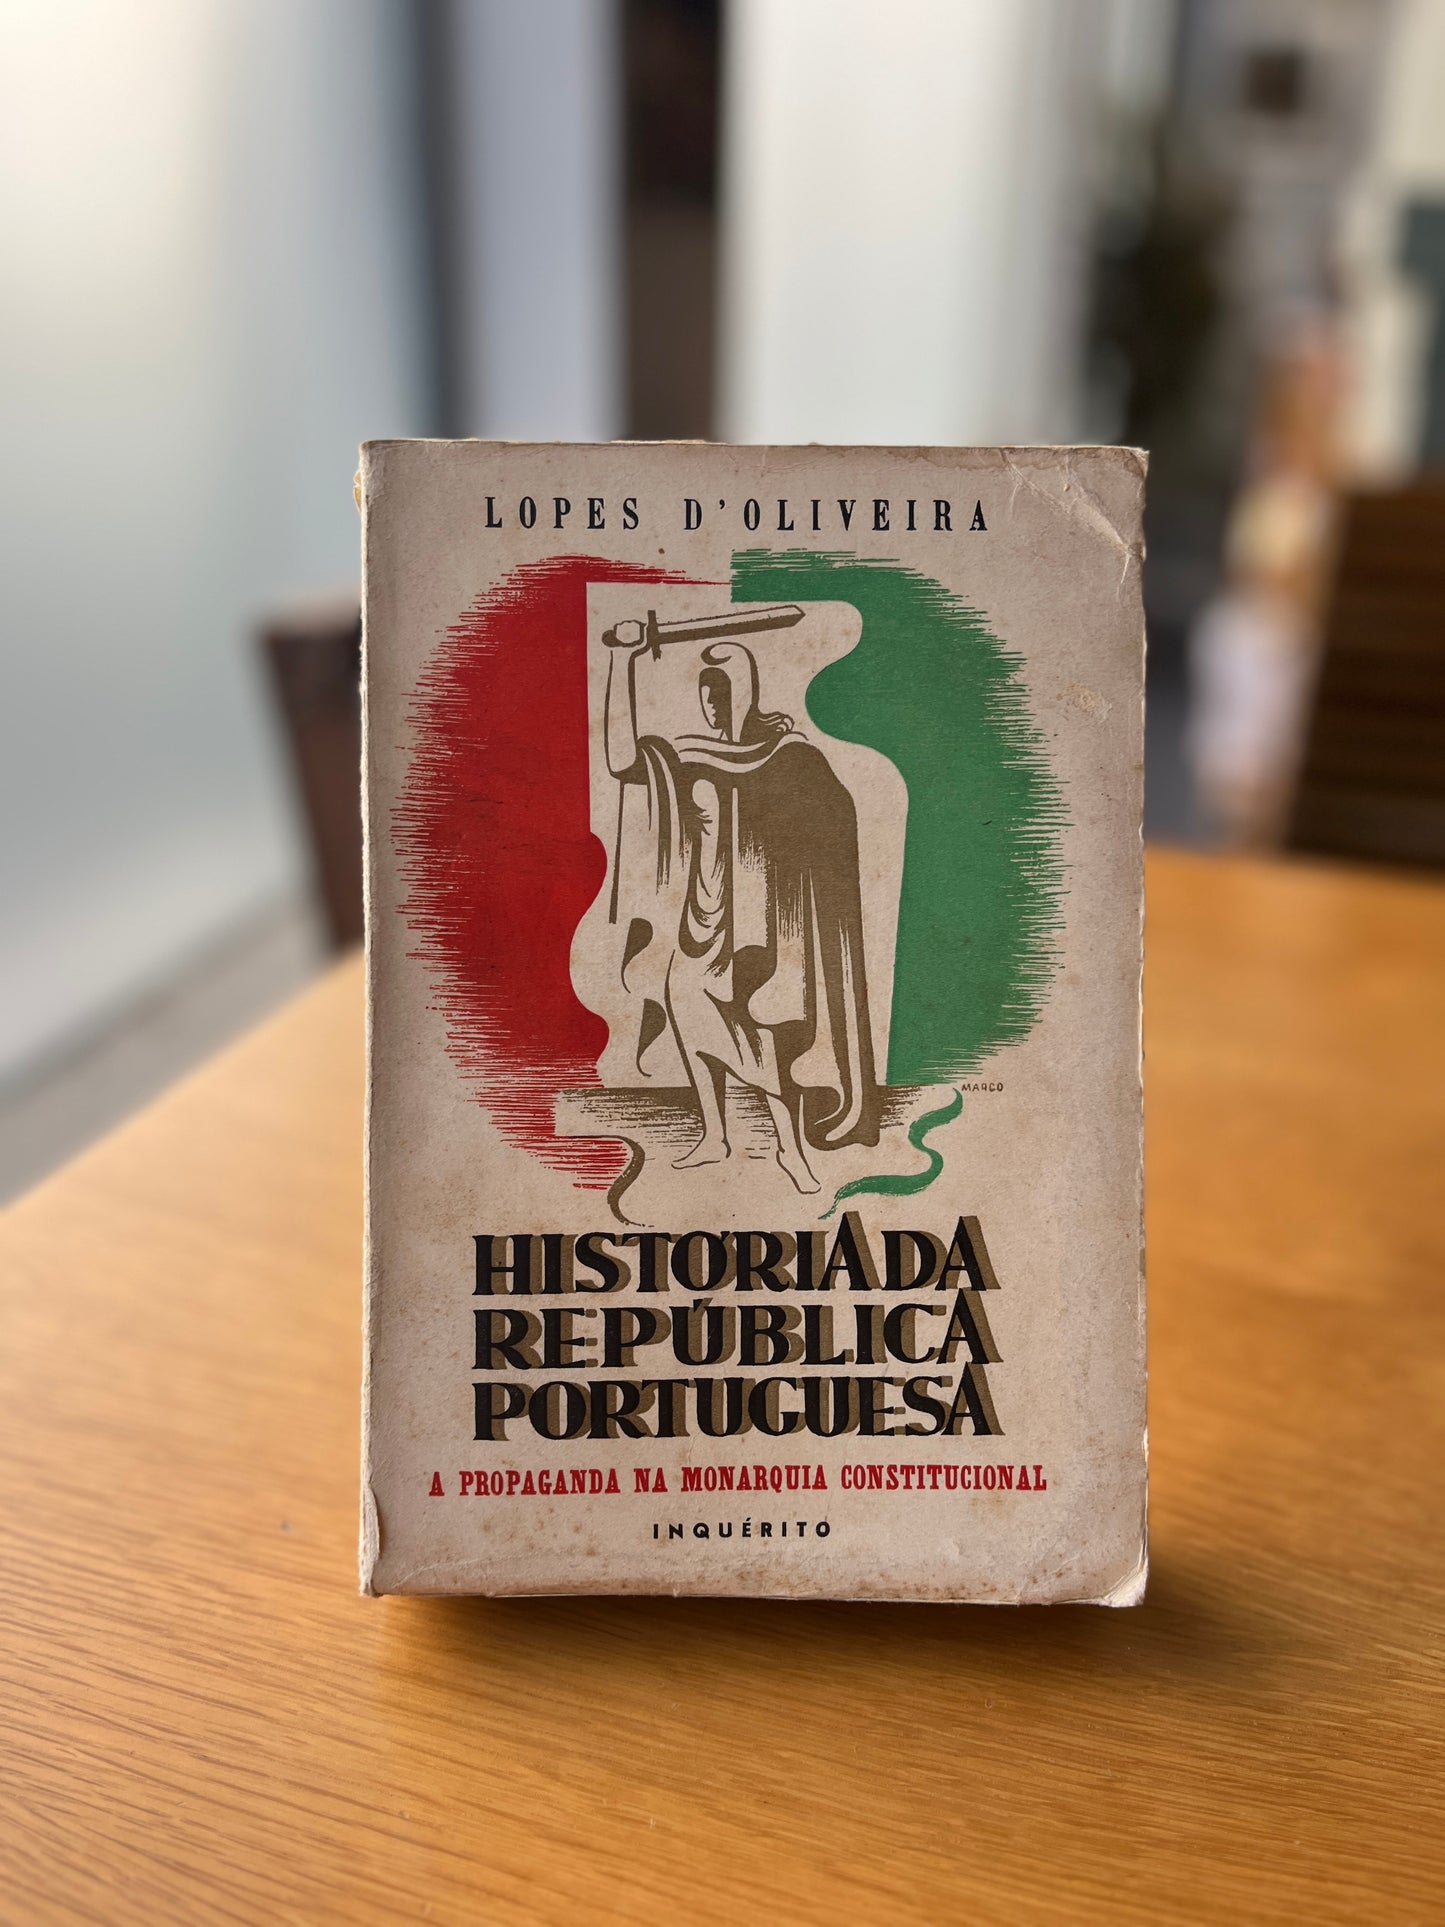 LOPES D'OLIVEIRA
MARCO
HISTÓRIA DA
REPÚBLICA
PORTUGUESA
A PROPAGANDA NA MONARQUIA CONSTITUCIONAL
INQUÉRITO